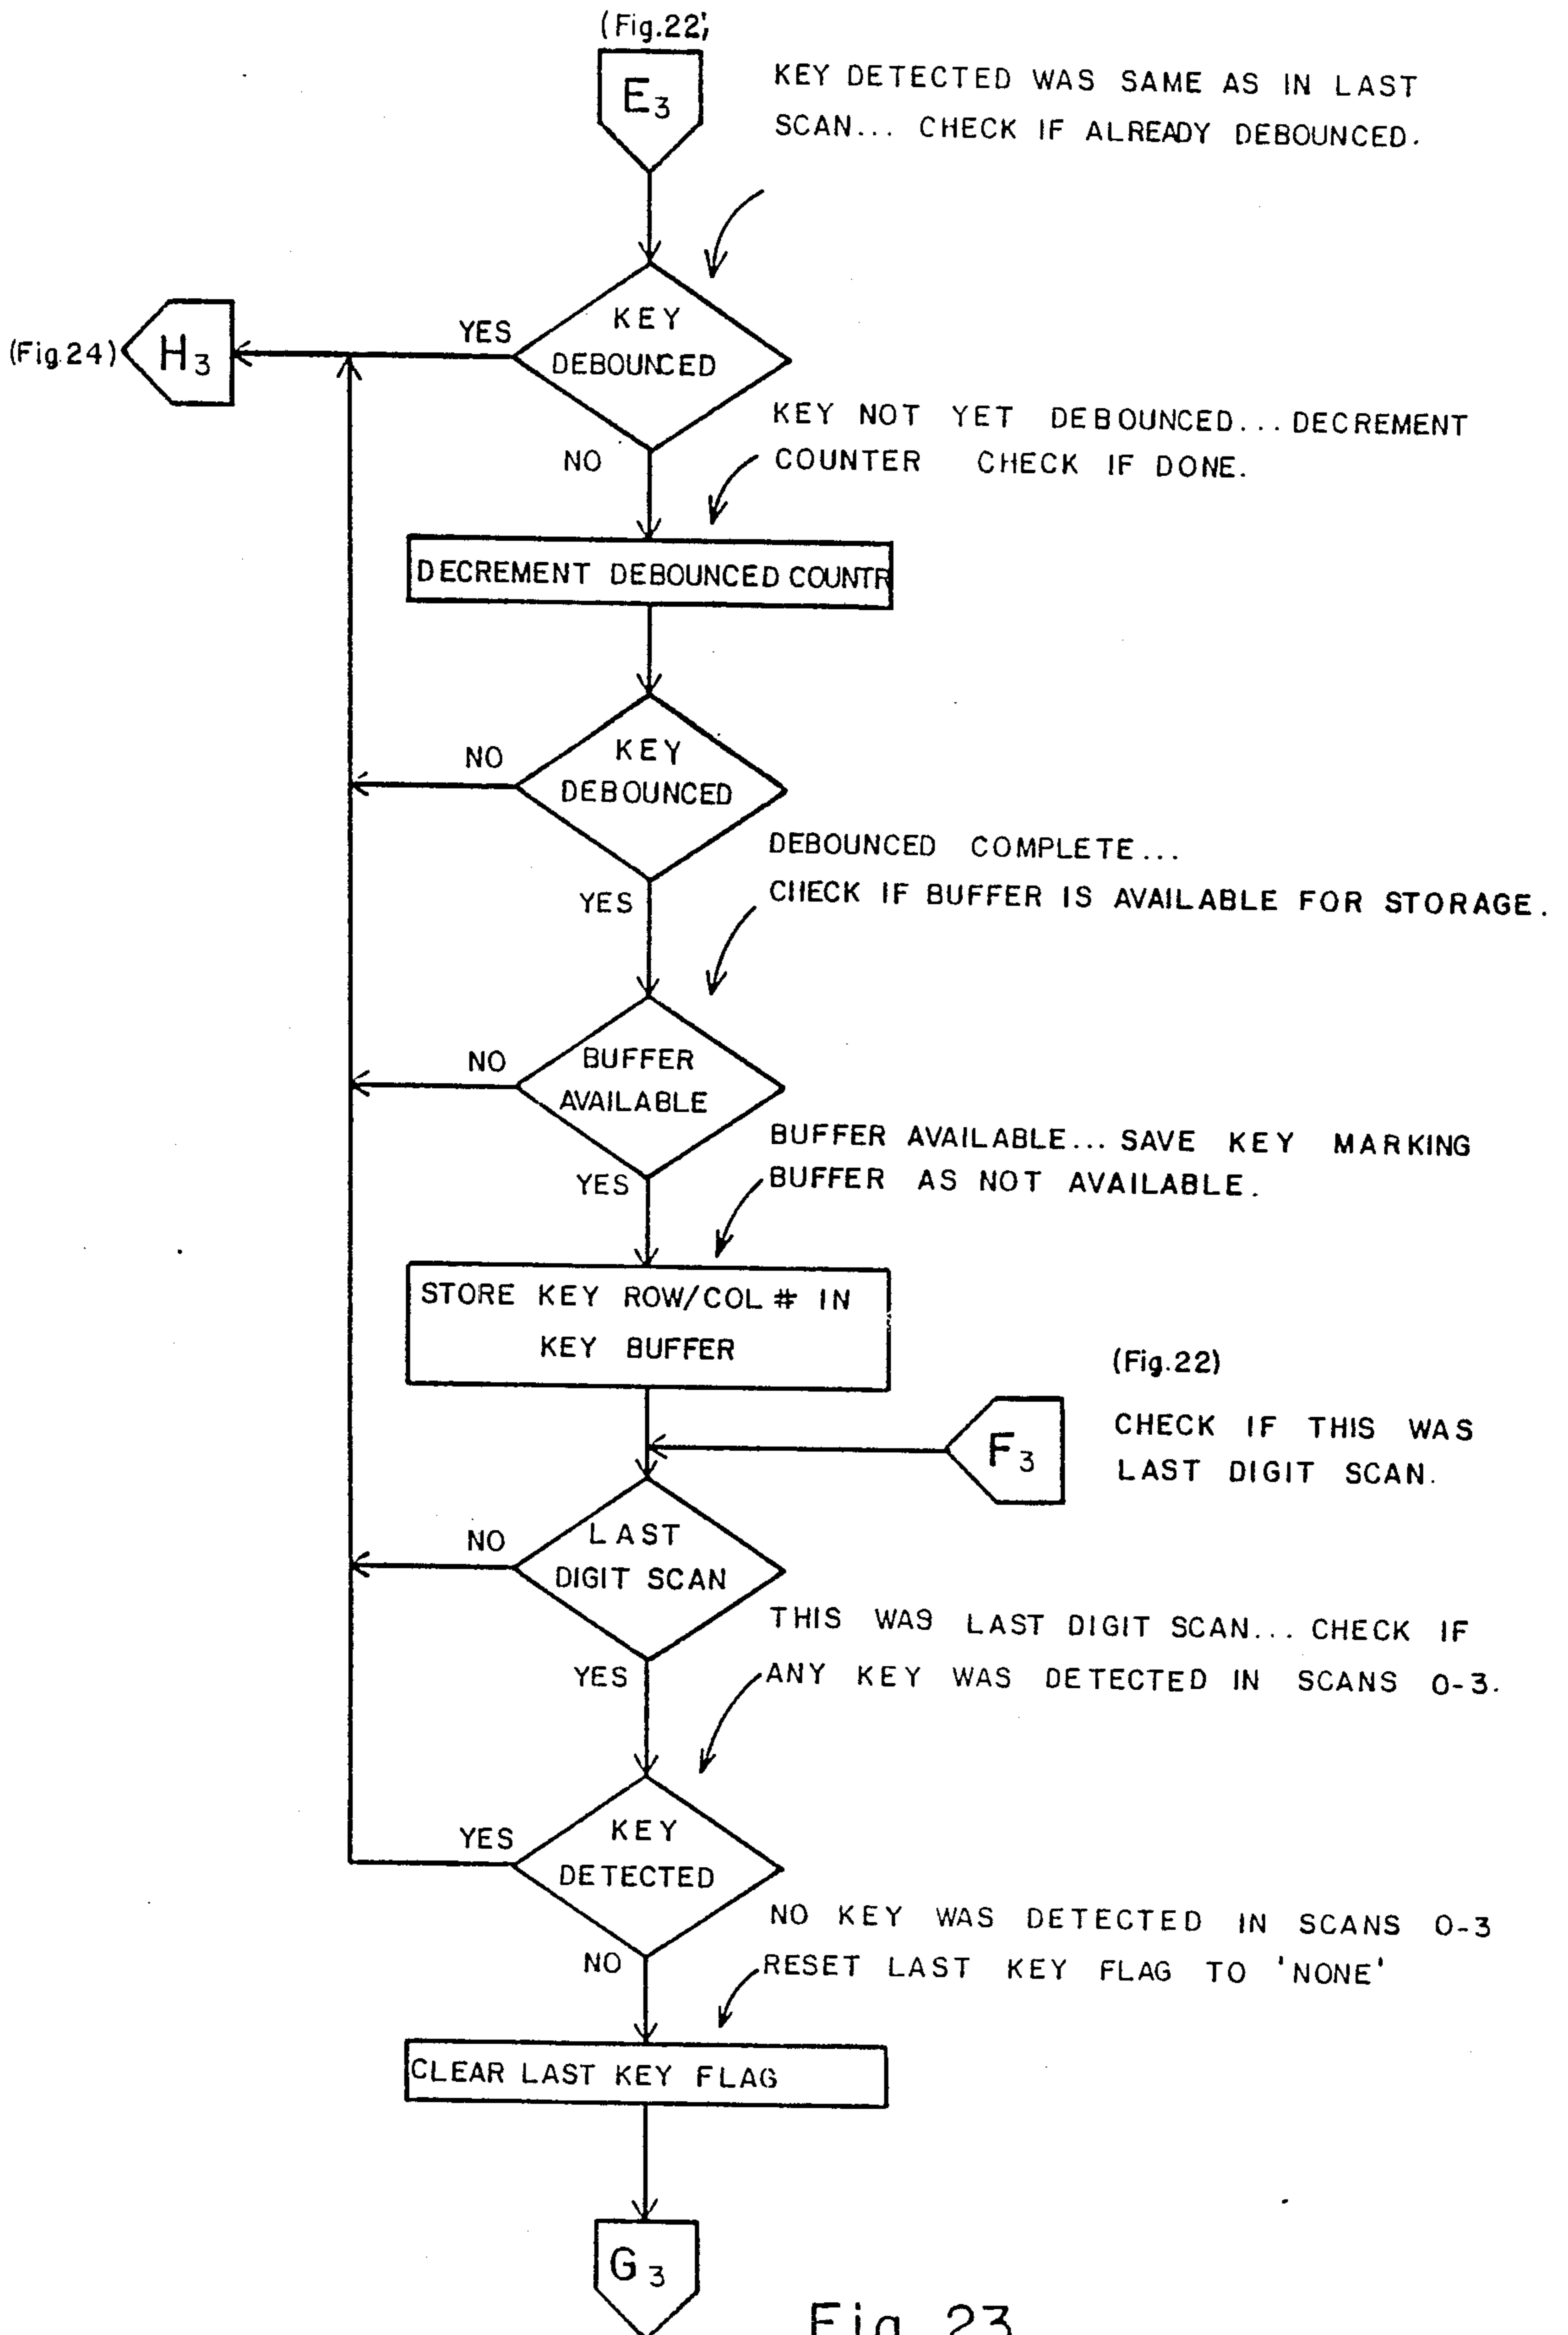 (Fig.22)
E3
KEY DETECTED WAS SAME AS IN LAST
SCAN... CHECK IF ALREADY DEBOUNCED.
YES
KEY
DEBOUNCED
(Fig.24)
H3
KEY NOT YET DEBOUNCED... DECREMENT
COUNTER CHECK IF DONE.
NO
DECREMENT DEBOUNCED COUNTR
NO
KEY
DEBOUNCED
DEBOUNCED COMPLETE...
CHECK IF BUFFER IS AVAILABLE FOR STORAGE.
YES
NO
BUFFER
AVAILABLE
BUFFER AVAILABLE... SAVE KEY MARKING
BUFFER AS NOT AVAILABLE.
YES
STORE KEY ROW/COL # IN
KEY BUFFER
(Fig.22)
F3
CHECK IF THIS WAS
LAST DIGIT SCAN.
NO
LAST
DIGIT SCAN
THIS WAS LAST DIGIT SCAN... CHECK IF
ANY KEY WAS DETECTED IN SCANS 0-3.
YES
YES
KEY
DETECTED
NO KEY WAS DETECTED IN SCANS 0-3
RESET LAST KEY FLAG TO 'NONE'
NO
CLEAR LAST KEY FLAG
G3
Fig. 23